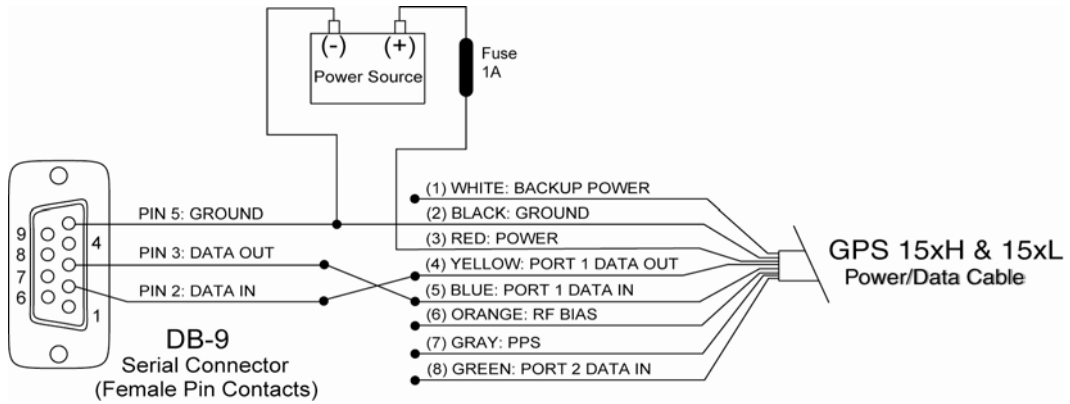 (-) (+)
Power Source
Fuse
1A
(1) WHITE: BACKUP POWER
PIN 5: GROUND
(2) BLACK: GROUND
(3) RED: POWER
PIN 3: DATA OUT
(4) YELLOW: PORT 1 DATA OUT
PIN 2: DATA IN
(5) BLUE: PORT 1 DATA IN
(6) ORANGE: RF BIAS
(7) GRAY: PPS
(8) GREEN: PORT 2 DATA IN
9
8
7
6
4
1
DB-9
Serial Connector
(Female Pin Contacts)
GPS 15xH & 15xL
Power/Data Cable